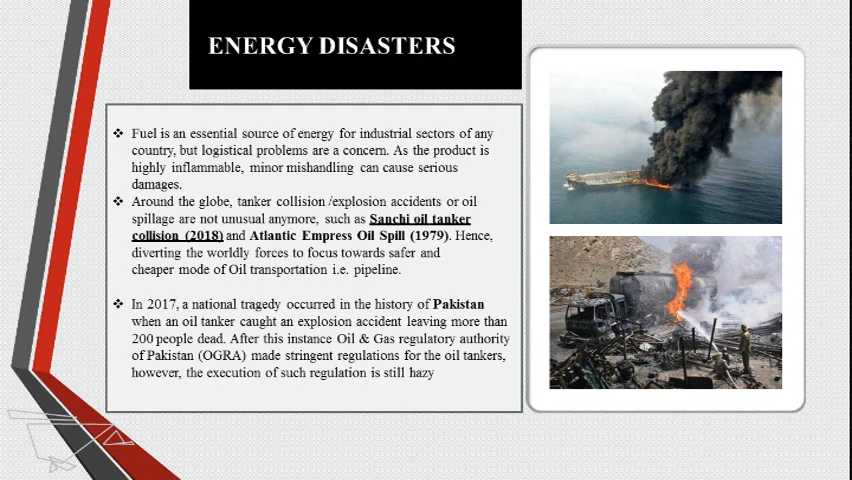 ENERGY DISASTERS
❖ Fuel is an essential source of energy for industrial sectors of any
country, but logistical problems are a concern. As the product is
highly inflammable, minor mishandling can cause serious
damages.
❖ Around the globe, tanker collision /explosion accidents or oil
spillage are not unusual anymore, such as Sanchi oil tanker
collision (2018) and Atlantic Empress Oil Spill (1979). Hence,
diverting the worldly forces to focus towards safer and
cheaper mode of Oil transportation i.e. pipeline.
❖ In 2017, a national tragedy occurred in the history of Pakistan
when an oil tanker caught an explosion accident leaving more than
200 people dead. After this instance Oil & Gas regulatory authority
of Pakistan (OGRA) made stringent regulations for the oil tankers,
however, the execution of such regulation is still hazy